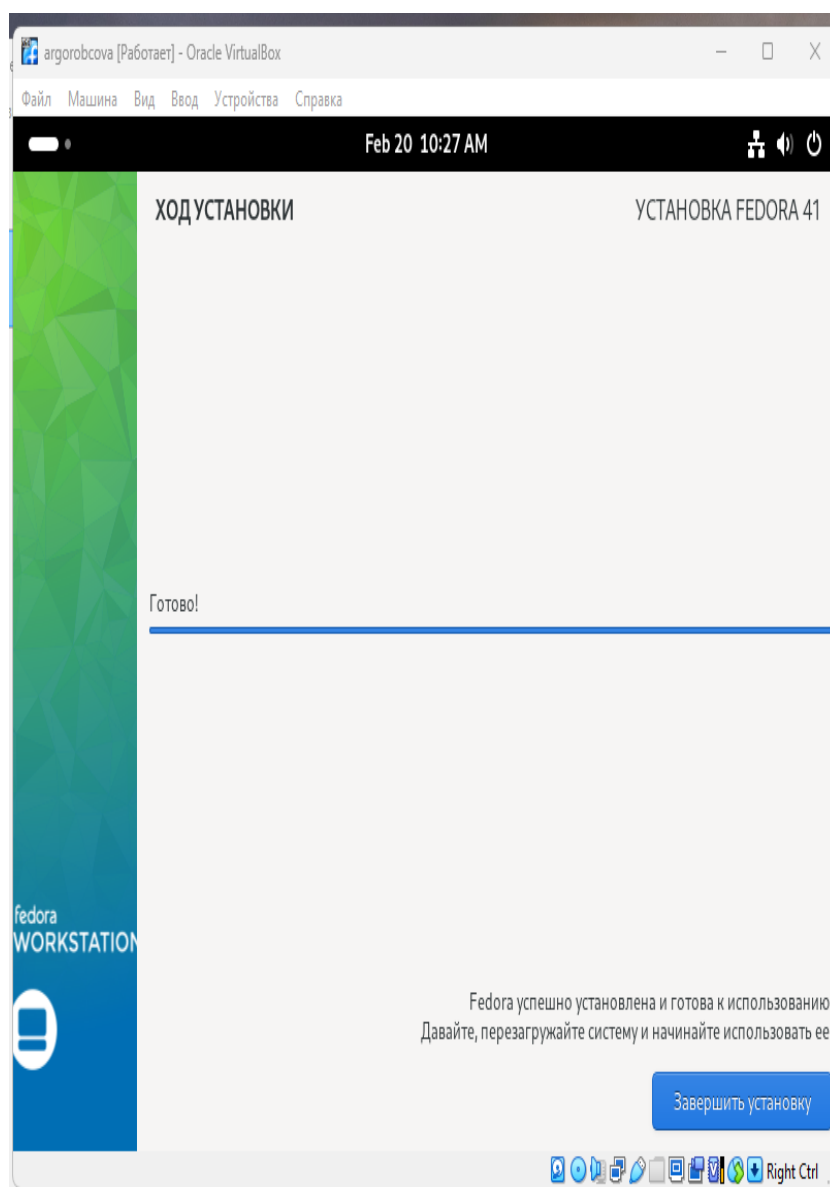 argorobcova [Работает] - Oracle VirtualBox
Файл Машина Вид Ввод Устройства Справка
Feb 20 10:27 AM
ХОД УСТАНОВКИ
УСТАНОВКА FEDORA 41
Готово!
fedora
WORKSTATION
Fedora успешно установлена и готова к использованию
Давайте, перезагружайте систему и начинайте использовать ее
Завершить установку
Right Ctrl